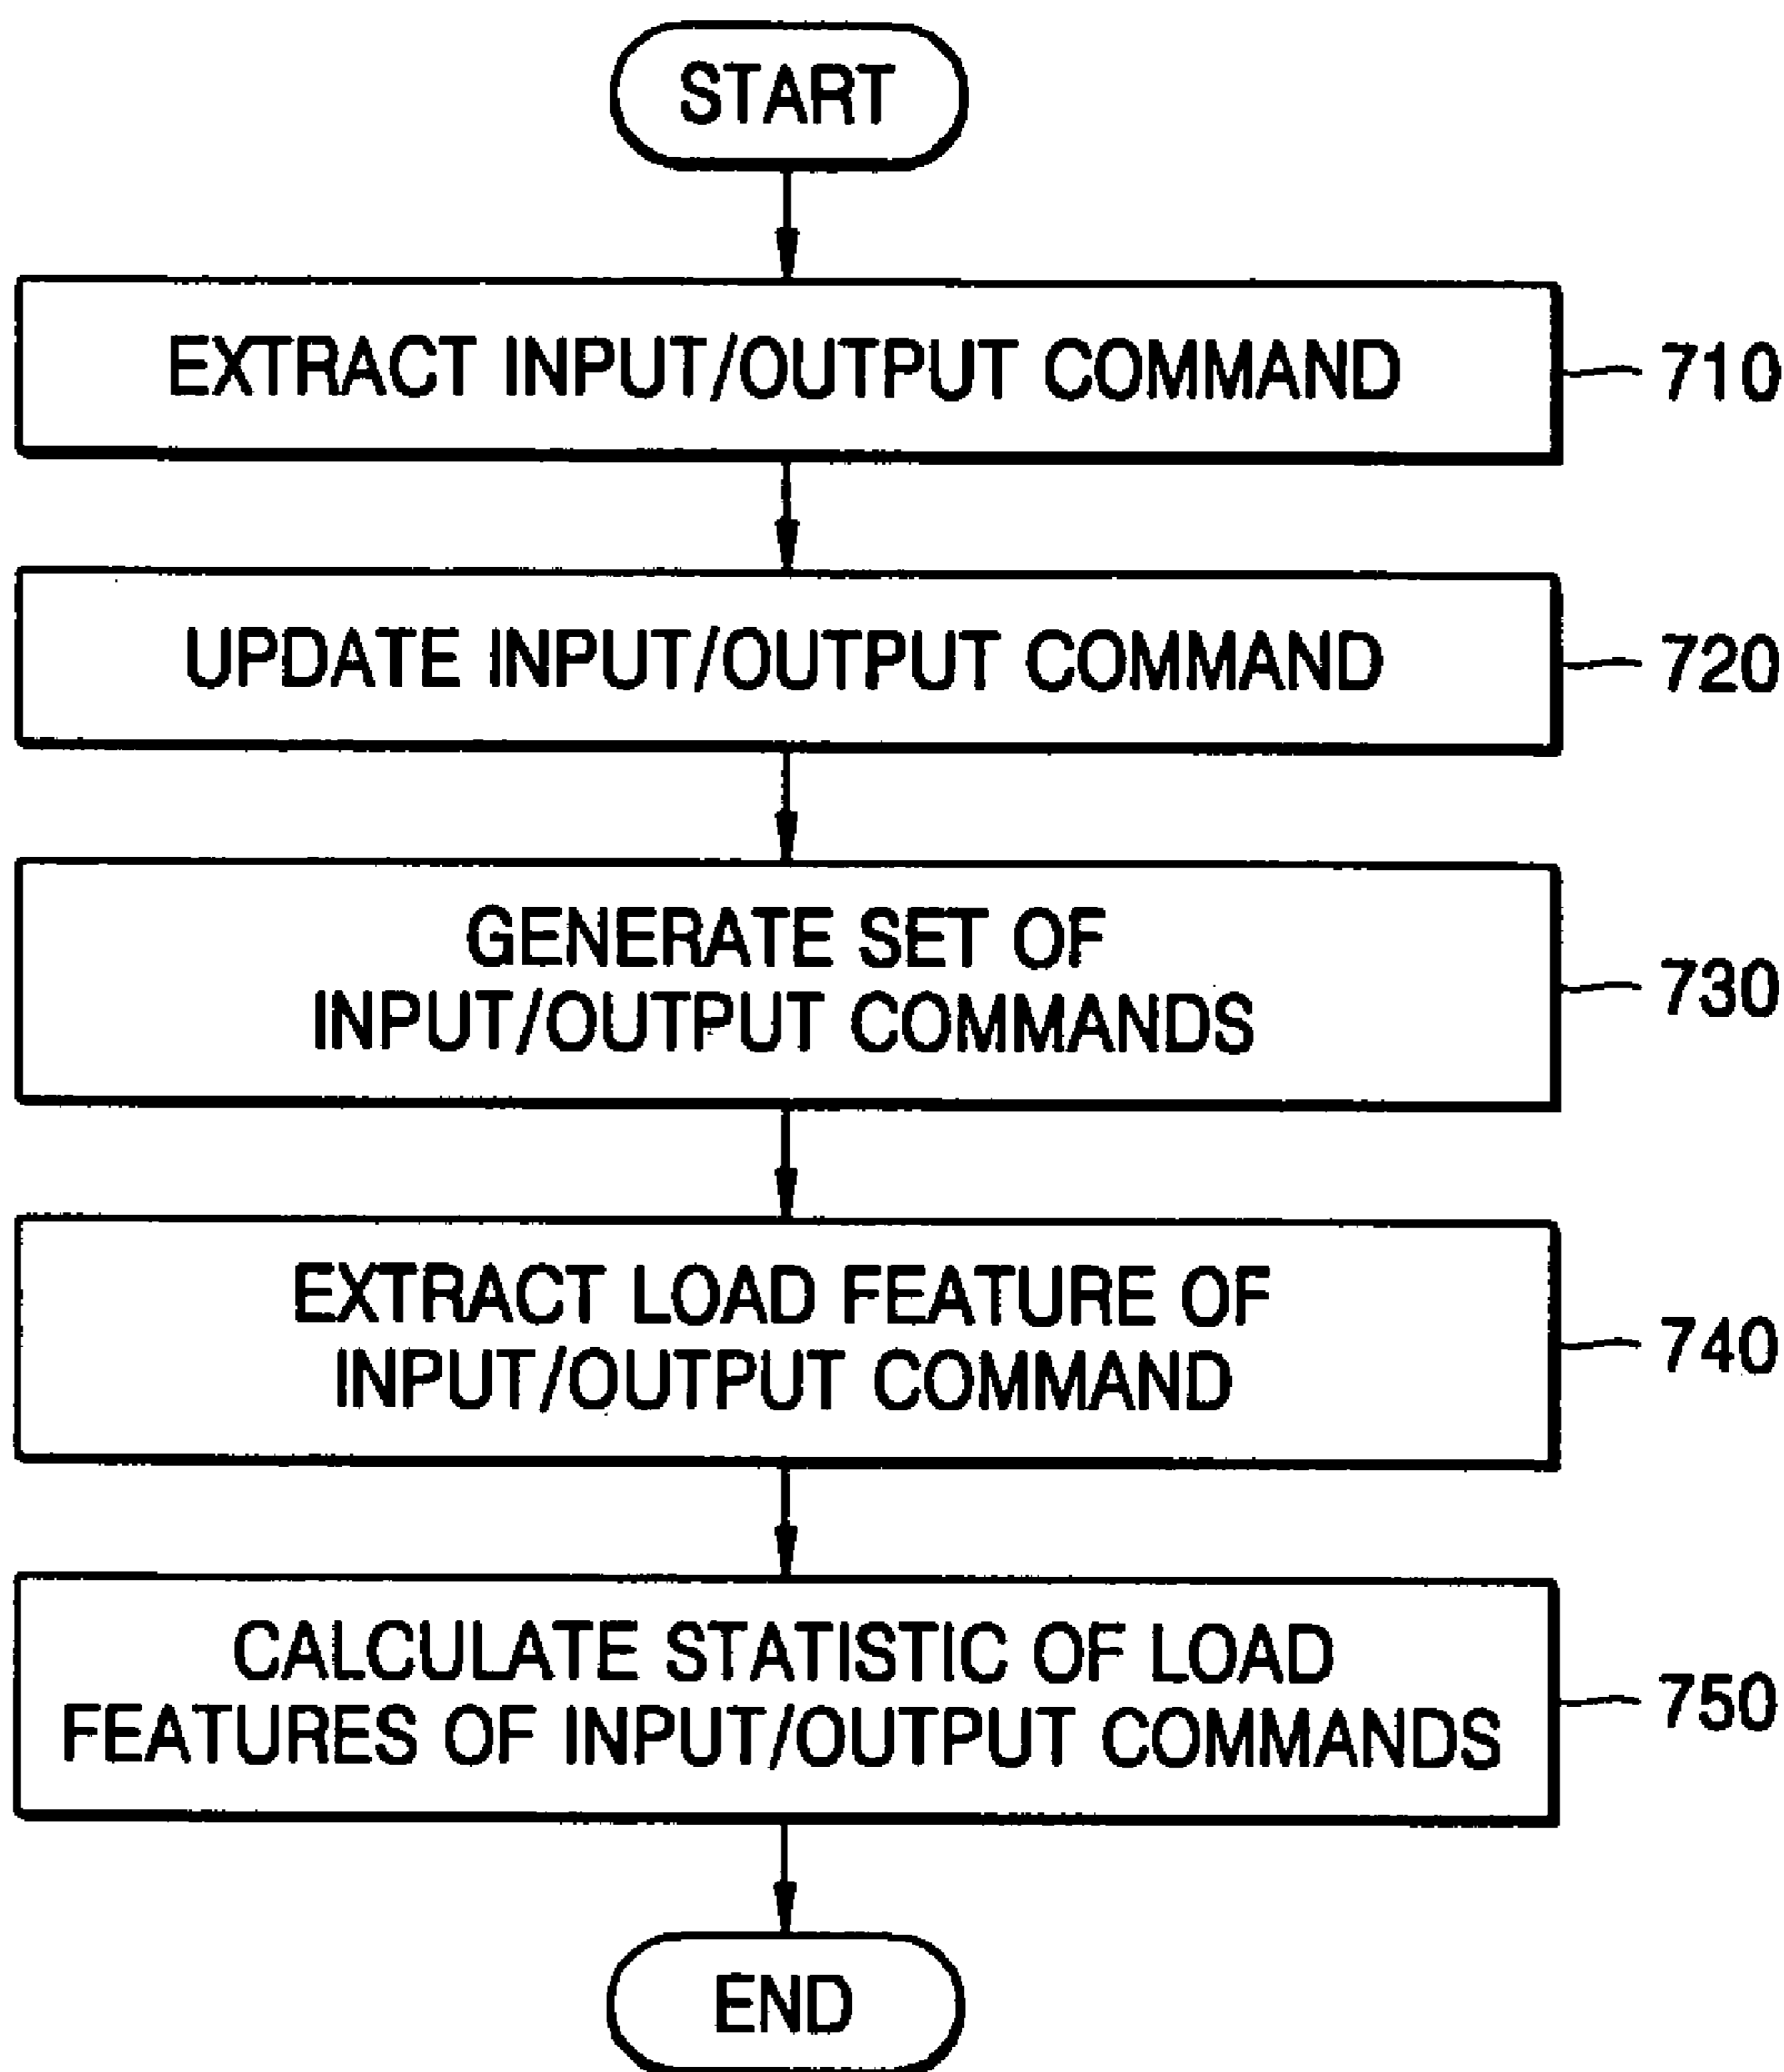 START
EXTRACT INPUT/OUTPUT COMMAND
710
UPDATE INPUT/OUTPUT COMMAND
720
GENERATE SET OF
INPUT/OUTPUT COMMANDS
730
EXTRACT LOAD FEATURE OF
INPUT/OUTPUT COMMAND
740
CALCULATE STATISTIC OF LOAD
FEATURES OF INPUT/OUTPUT COMMANDS
750
END